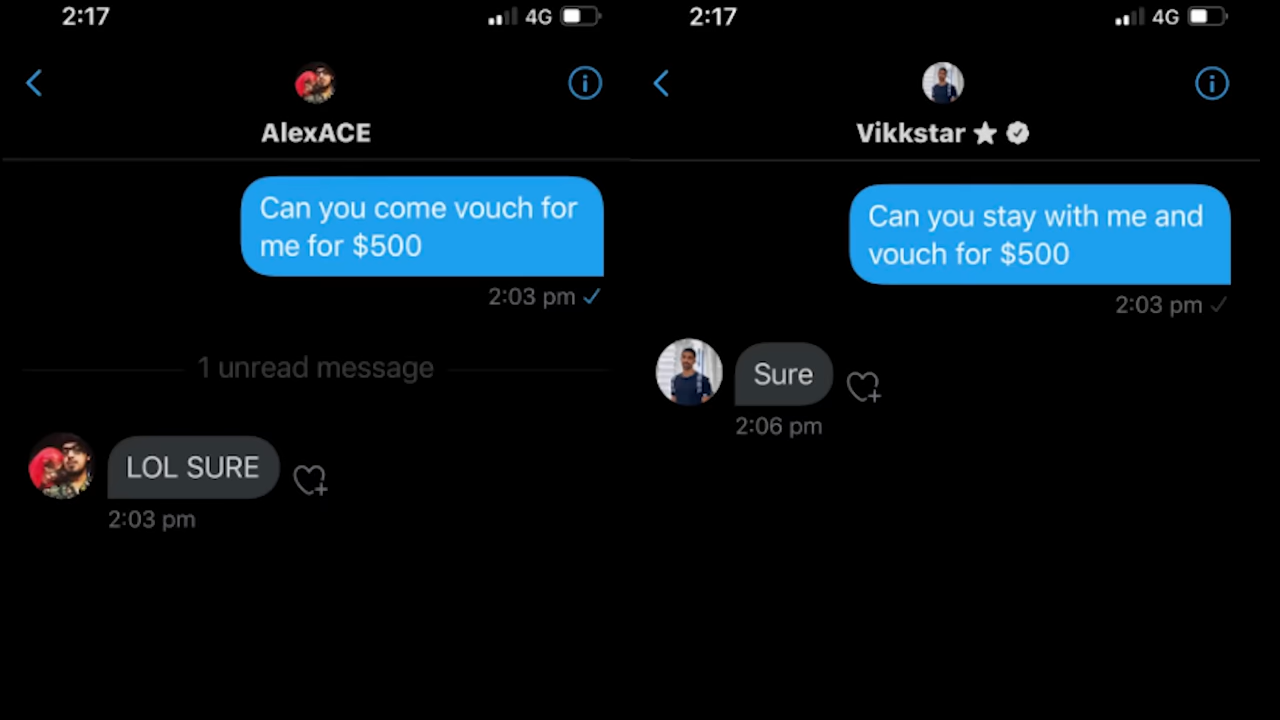 2:17
4G
AlexACE
Can you come vouch for
me for $500
2:03 pm
1 unread message
LOL SURE
2:03 pm
2:17
4G
Vikkstar
Can you stay with me and
vouch for $500
2:03 pm
Sure
2:06 pm